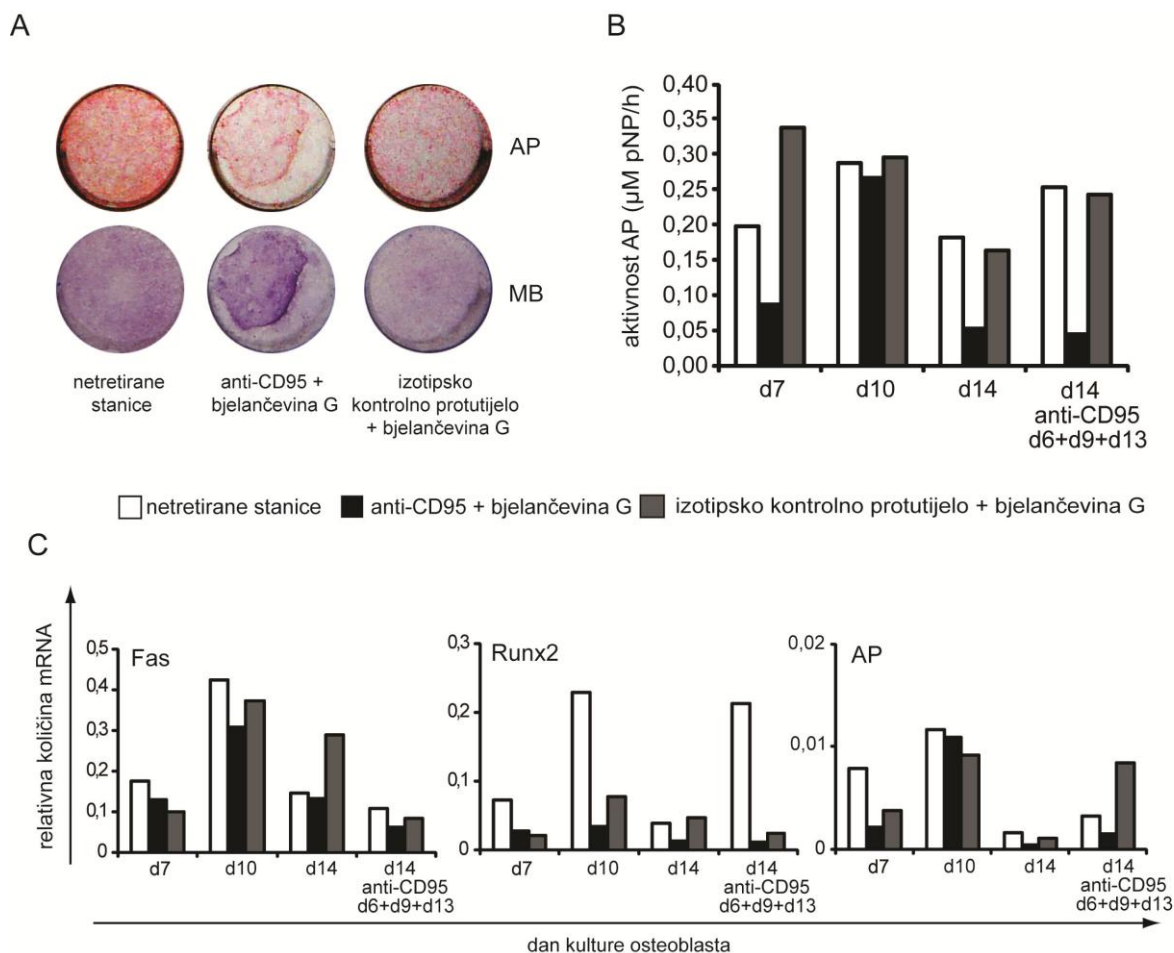 A
AP
MB
netretirane
stanice
anti-CD95 +
bjelančevina G
izotipsko
kontrolno protutijelo
+ bjelančevina G
B
aktivnost AP (µM pNP/h)
0,40
0,35
0,30
0,25
0,20
0,15
0,10
0,05
0,00
d7
d10
d14
d14
anti-CD95
d6+d9+d13
netretirane stanice
anti-CD95 + bjelančevina G
izotipsko kontrolno protutijelo + bjelančevina G
C
relativna količina mRNA
Fas
0,5
0,4
0,3
0,2
0,1
0
d7
d10
d14
d14
anti-CD95
d6+d9+d13
Runx2
0,3
0,2
0,1
0
d7
d10
d14
d14
anti-CD95
d6+d9+d13
AP
0,02
0,01
0
d7
d10
d14
d14
anti-CD95
d6+d9+d13
dan kulture osteoblasta